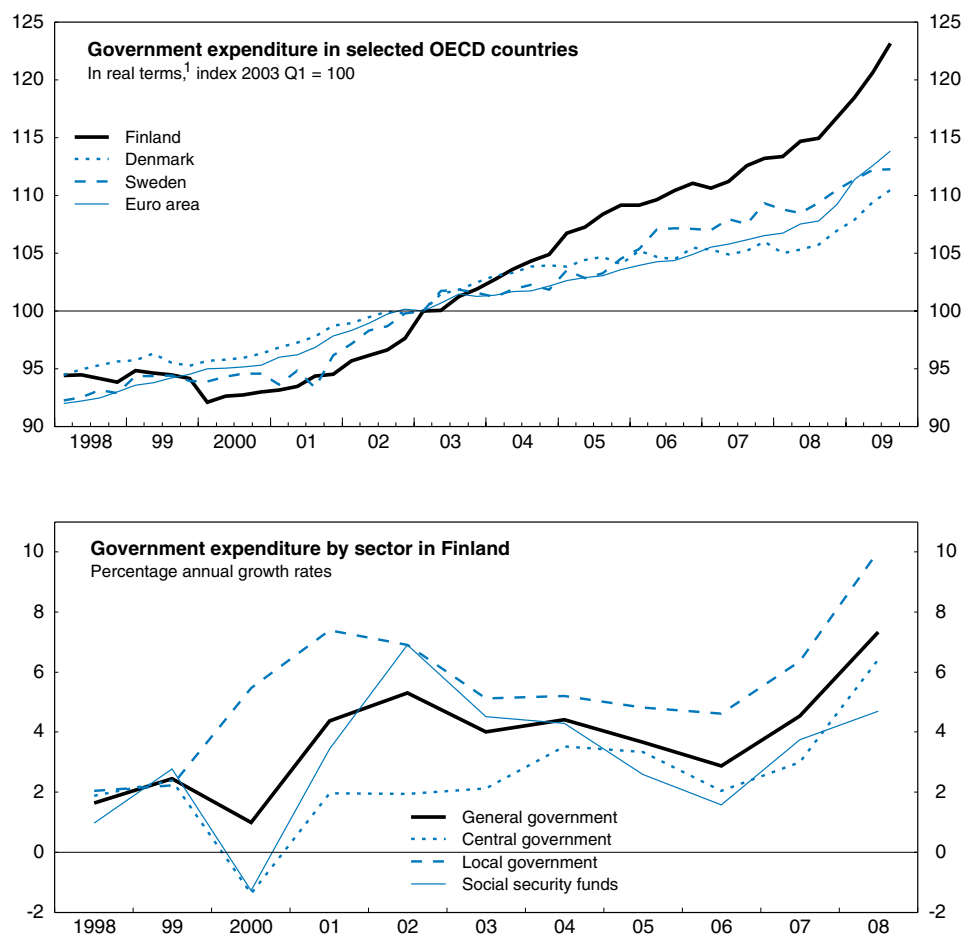 Government expenditure in selected OECD countries
In real terms,1 index 2003 Q1 = 100
125 125
120 120
115 115
110 110
105 105
100 100
95 95
90 90
Finland
Denmark
Sweden
Euro area
1998 99 2000 01 02 03 04 05 06 07 08 09
Government expenditure by sector in Finland
Percentage annual growth rates
10 10
8 8
6 6
4 4
2 2
0 0
-2 -2
General government
Central government
Local government
Social security funds
1998 99 2000 01 02 03 04 05 06 07 08